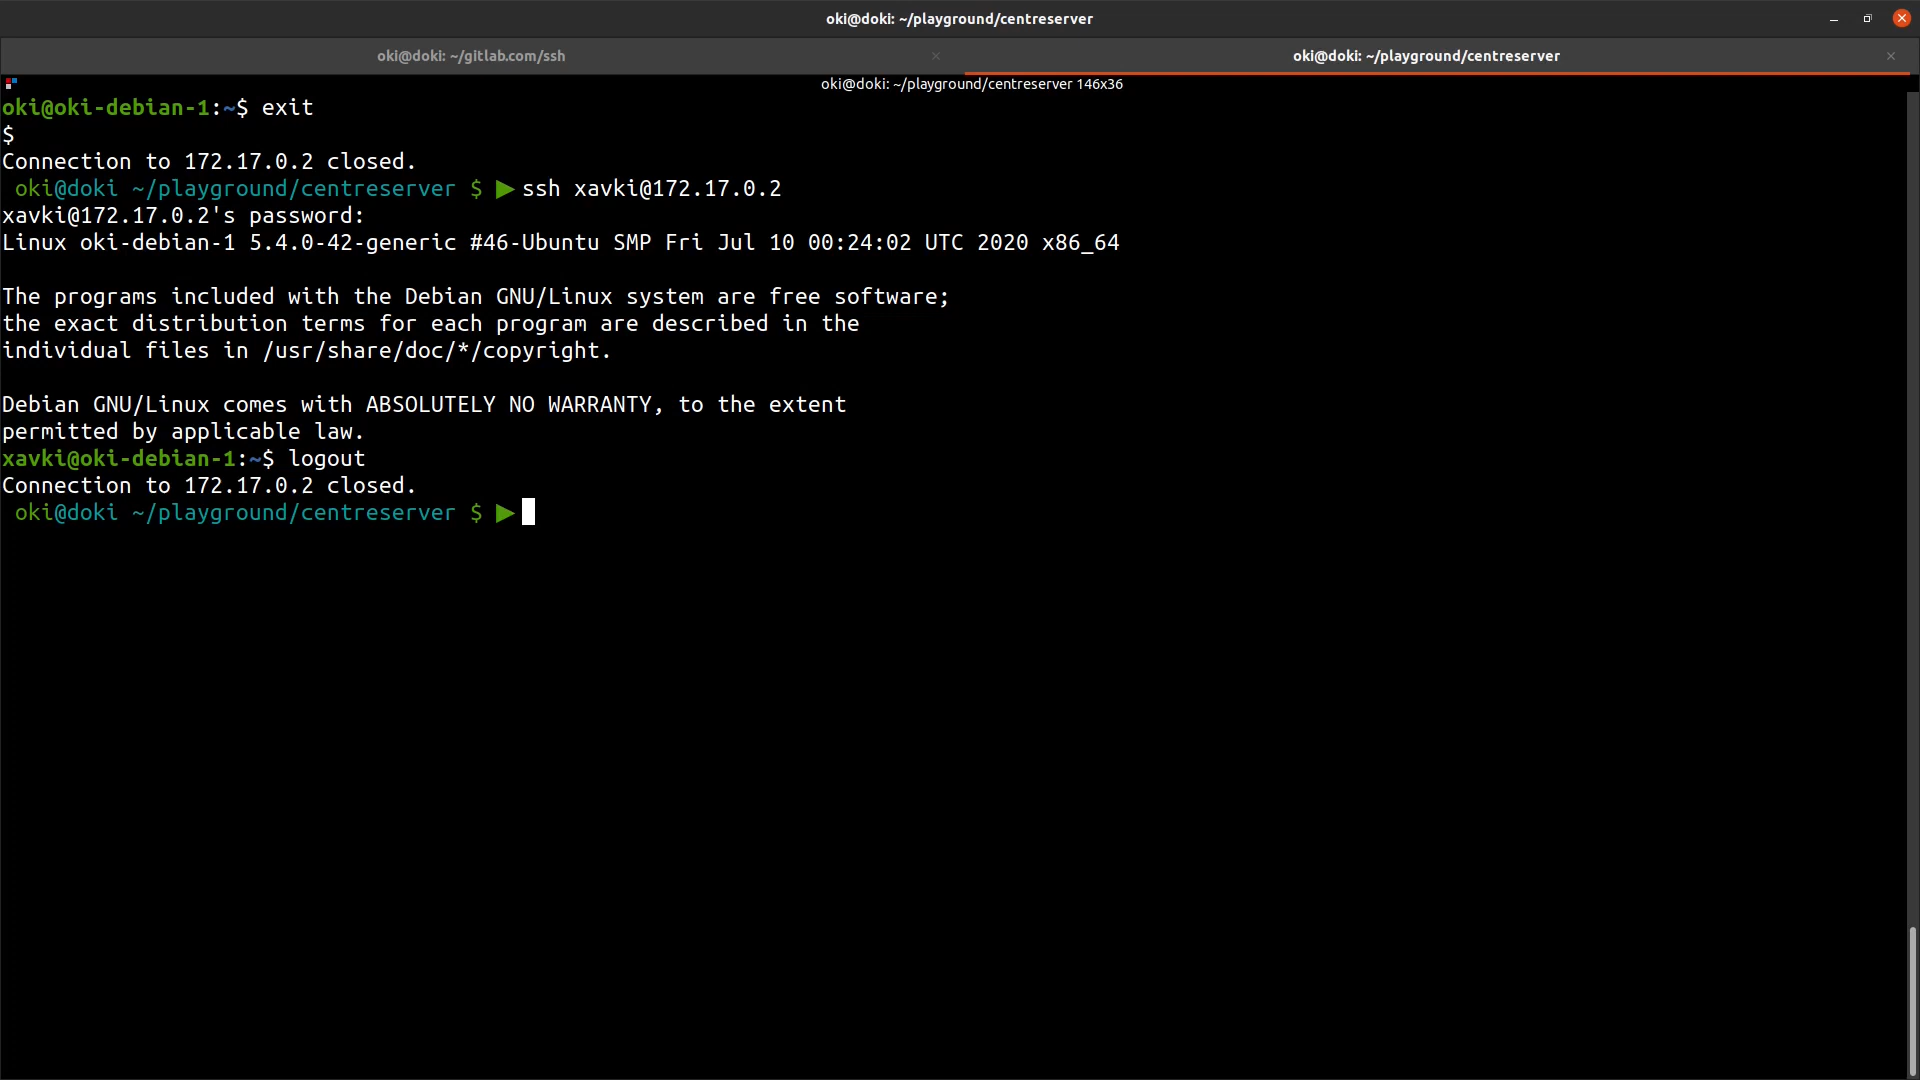 oki@doki: ~/playground/centreserver
oki@doki: ~/gitlab.com/ssh
oki@doki: ~/playground/centreserver
oki@doki: ~/playground/centreserver 146x36
oki@oki-debian-1:~$ exit
$
Connection to 172.17.0.2 closed.
oki@doki ~/playground/centreserver $ ▶ ssh xavki@172.17.0.2
xavki@172.17.0.2's password:
Linux oki-debian-1 5.4.0-42-generic #46-Ubuntu SMP Fri Jul 10 00:24:02 UTC 2020 x86_64
The programs included with the Debian GNU/Linux system are free software;
the exact distribution terms for each program are described in the
individual files in /usr/share/doc/*/copyright.
Debian GNU/Linux comes with ABSOLUTELY NO WARRANTY, to the extent
permitted by applicable law.
xavki@oki-debian-1:~$ logout
Connection to 172.17.0.2 closed.
oki@doki ~/playground/centreserver $ ▶